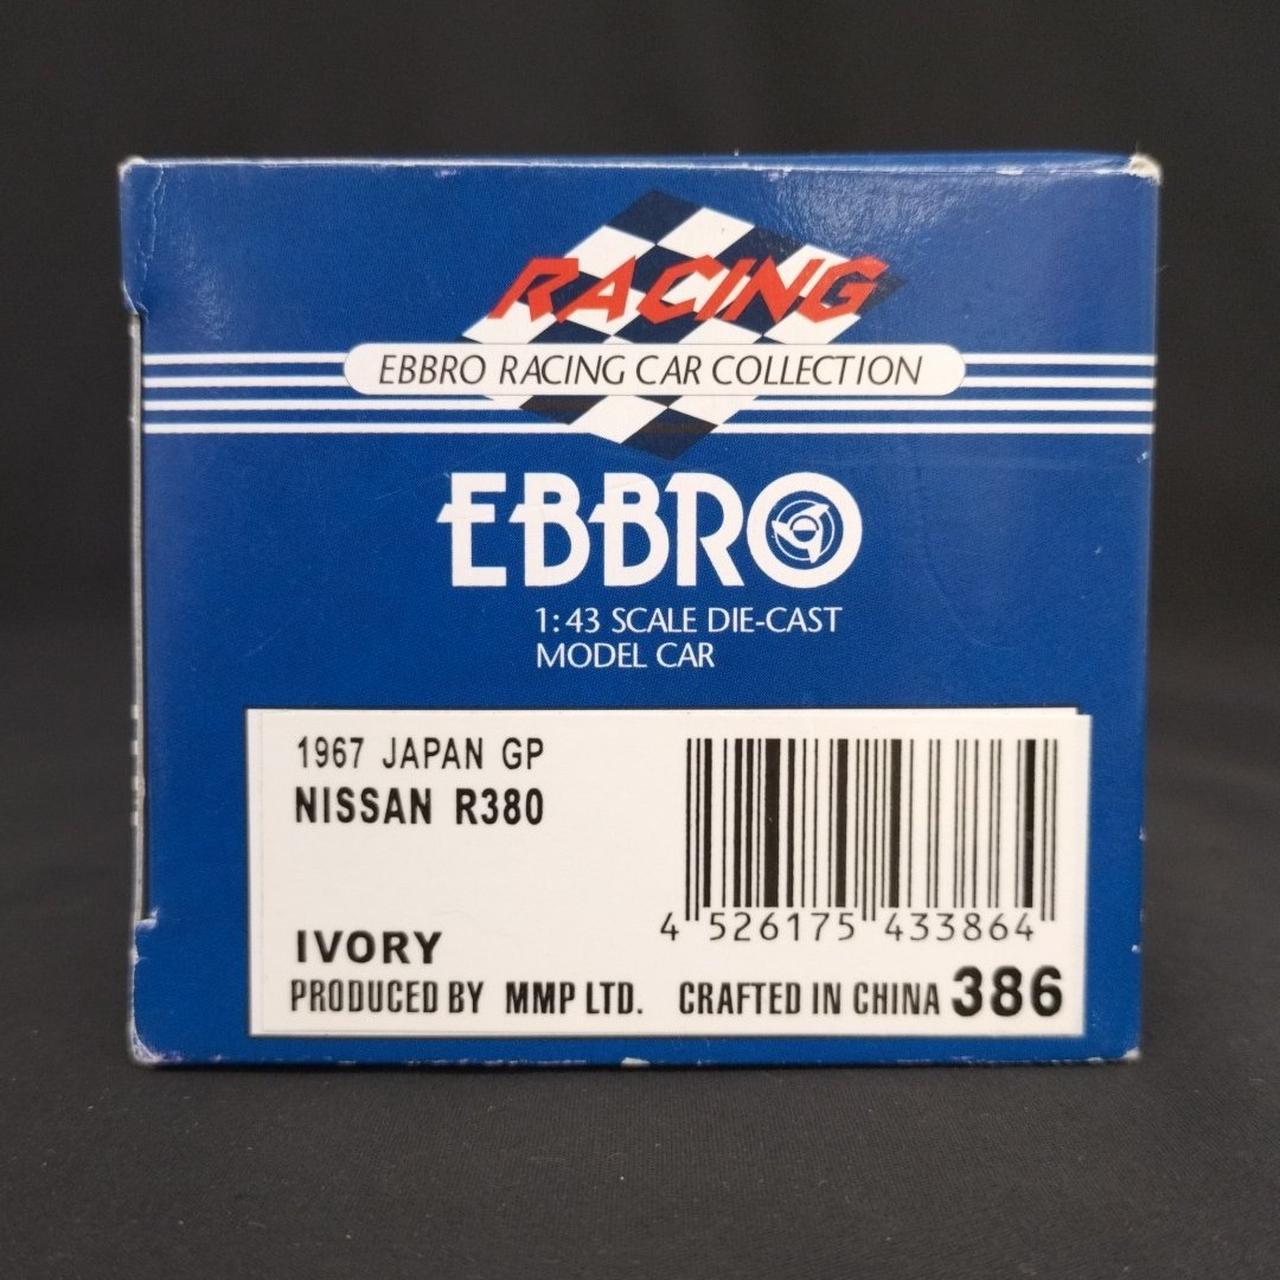 RACING
EBBRO RACING CAR COLLECTION
EBBRO
1:43 SCALE DIE-CAST
MODEL CAR
1967 JAPAN GP
NISSAN R380
4 526175 433864
IVORY
PRODUCED BY MMP LTD. CRAFTED IN CHINA 386